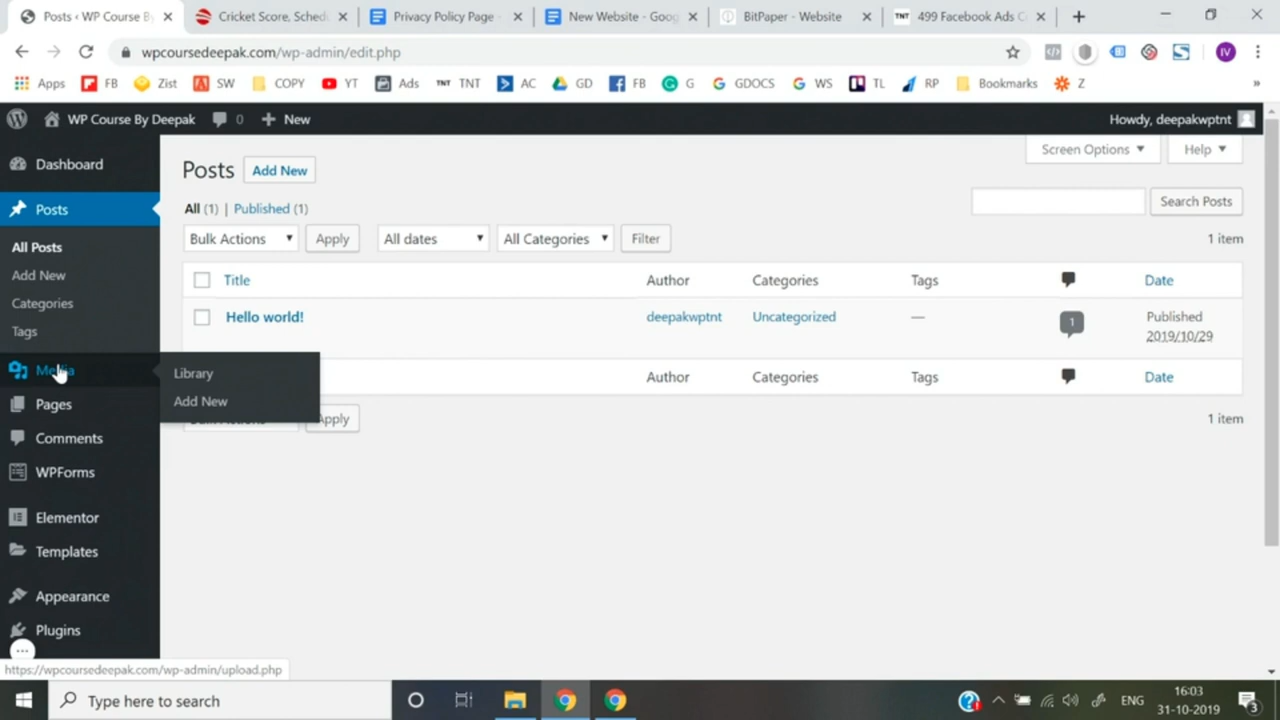 Posts ‹ WP Course By
Cricket Score, Sched
Privacy Policy Page -
New Website - Goog
BitPaper - Website
TNT 499 Facebook Ads C
wpcoursedeepak.com/wp-admin/edit.php
Apps FB Zist SW COPY YT Ads TNT TNT AC GD FB G GDOCS WS TL RP Bookmarks Z »
WP Course By Deepak 0 New
Howdy, deepakwptnt
Dashboard
Posts
All Posts
Add New
Categories
Tags
Media
Library
Add New
Pages
Comments
WPForms
Elementor
Templates
Appearance
Plugins
Posts Add New
Screen Options Help
All (1) | Published (1)
Search Posts
Bulk Actions Apply All dates All Categories Filter
1 item
Title Author Categories Tags Date
Hello world! deepakwptnt Uncategorized — 1 Published
2019/10/29
Author Categories Tags Date
Apply
1 item
https://wpcoursedeepak.com/wp-admin/upload.php
Type here to search
ENG
16:03
31-10-2019
3